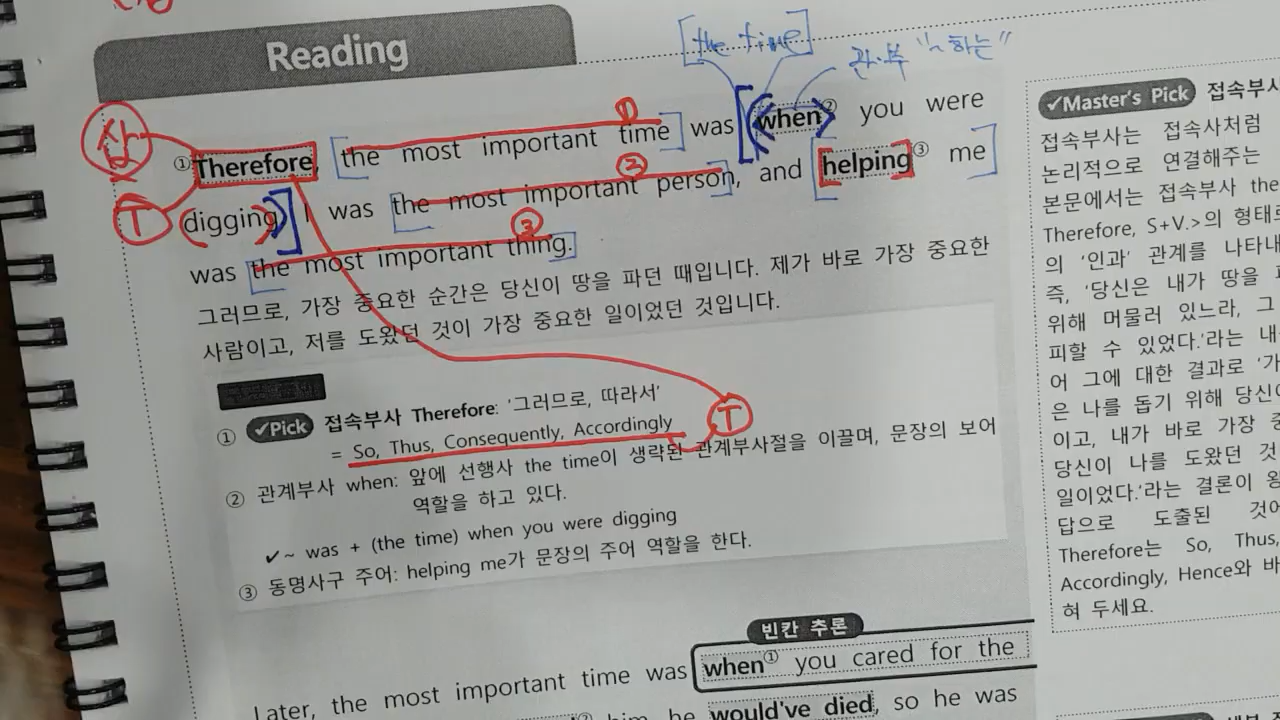 Reading
[the time]
관·부 "~하는"
삽
① Therefore, the most important time ① was when② you were
T digging. I was the most important person ②, and helping③ me
was the most important thing. ③
그러므로, 가장 중요한 순간은 당신이 땅을 파던 때입니다. 제가 바로 가장 중요한
사람이고, 저를 도왔던 것이 가장 중요한 일이었던 것입니다.
① ✓Pick 접속부사 Therefore: '그러므로, 따라서'
= So, Thus, Consequently, Accordingly T
② 관계부사 when: 앞에 선행사 the time이 생략된 관계부사절을 이끌며, 문장의 보어
역할을 하고 있다.
✓ ~ was + (the time) when you were digging
③ 동명사구 주어: helping me가 문장의 주어 역할을 한다.
빈칸 추론
Later, the most important time was when① you cared for the
him he would've died, so he was
✓Master's Pick 접속부사
접속부사는 접속사처럼
논리적으로 연결해주는
본문에서는 접속부사 the
Therefore, S+V.>의 형태로
의 '인과' 관계를 나타내
즉, '당신은 내가 땅을 파
위해 머물러 있느라, 그
피할 수 있었다.'라는 내
어 그에 대한 결과로 '가
은 나를 돕기 위해 당신이
이고, 내가 바로 가장 중
당신이 나를 도왔던 것
일이었다.'라는 결론이 왕
답으로 도출된 것이
Therefore는 So, Thus,
Accordingly, Hence와 바
혀 두세요.